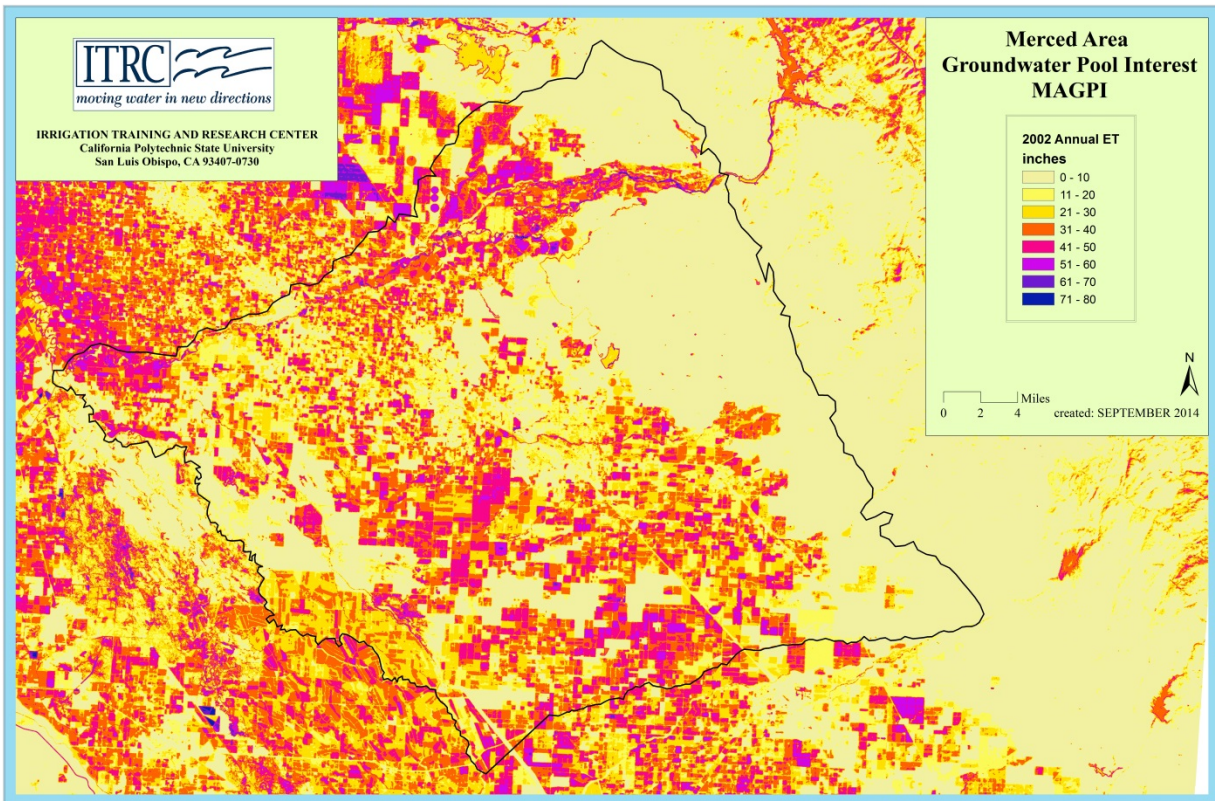 ITRC
moving water in new directions
IRRIGATION TRAINING AND RESEARCH CENTER
California Polytechnic State University
San Luis Obispo, CA 93407-0730
Merced Area
Groundwater Pool Interest
MAGPI
2002 Annual ET
inches
0 - 10
11 - 20
21 - 30
31 - 40
41 - 50
51 - 60
61 - 70
71 - 80
N
Miles
0 2 4
created: SEPTEMBER 2014